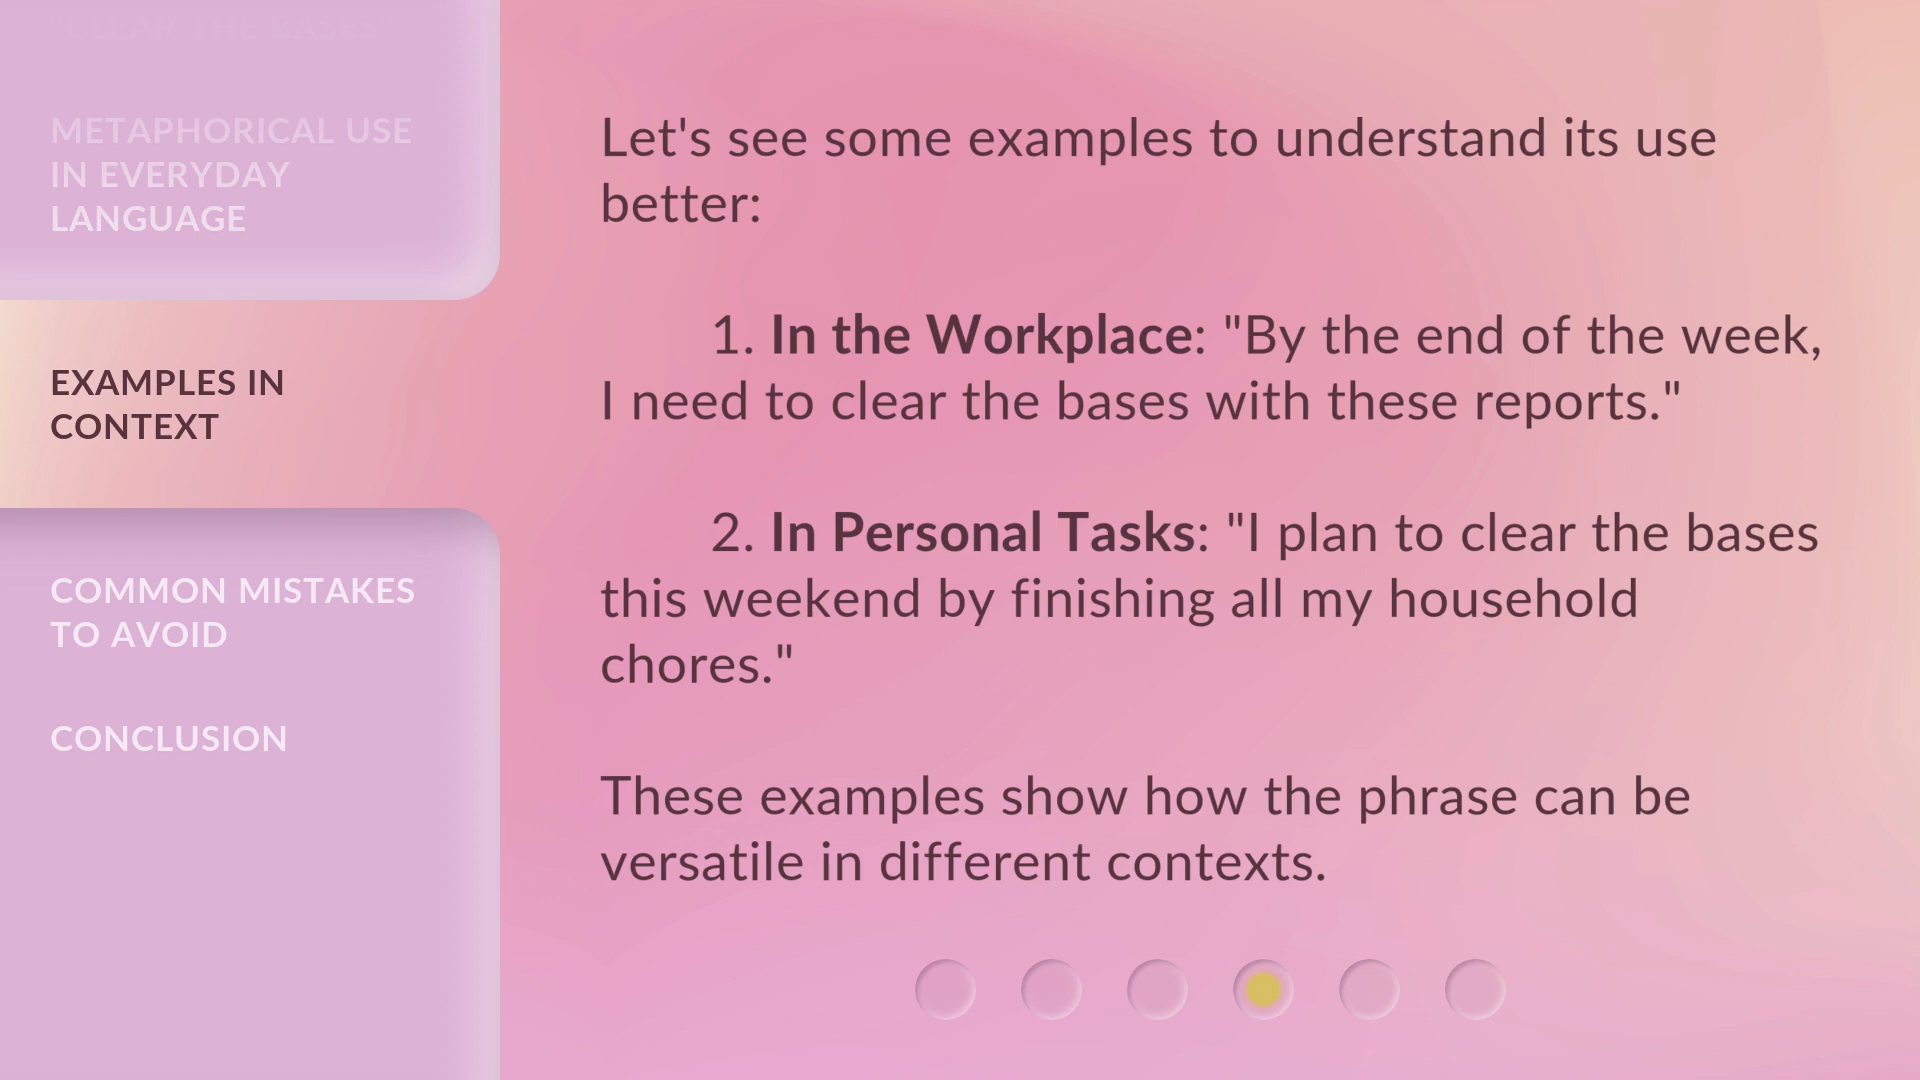 "CLEAR THE BASES"
METAPHORICAL USE
IN EVERYDAY
LANGUAGE
EXAMPLES IN
CONTEXT
COMMON MISTAKES
TO AVOID
CONCLUSION
Let's see some examples to understand its use
better:
1. In the Workplace: "By the end of the week,
I need to clear the bases with these reports."
2. In Personal Tasks: "I plan to clear the bases
this weekend by finishing all my household
chores."
These examples show how the phrase can be
versatile in different contexts.